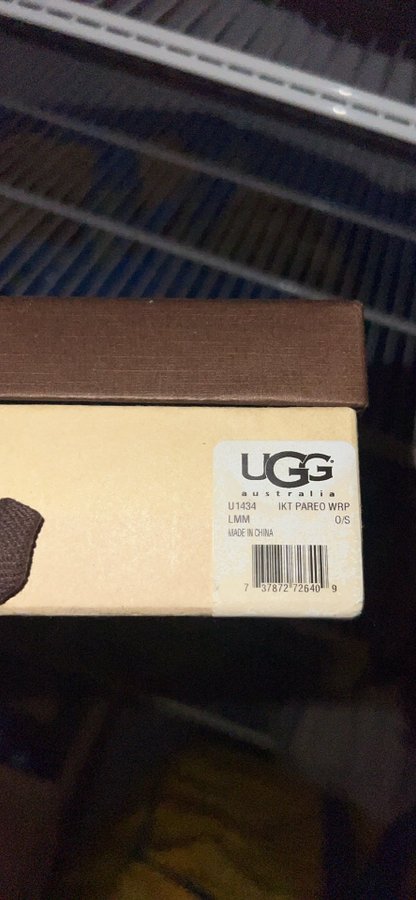 UGG
australia
U1434 IKT PAREO WRP
LMM O/S
MADE IN CHINA
7 37872 72640 9